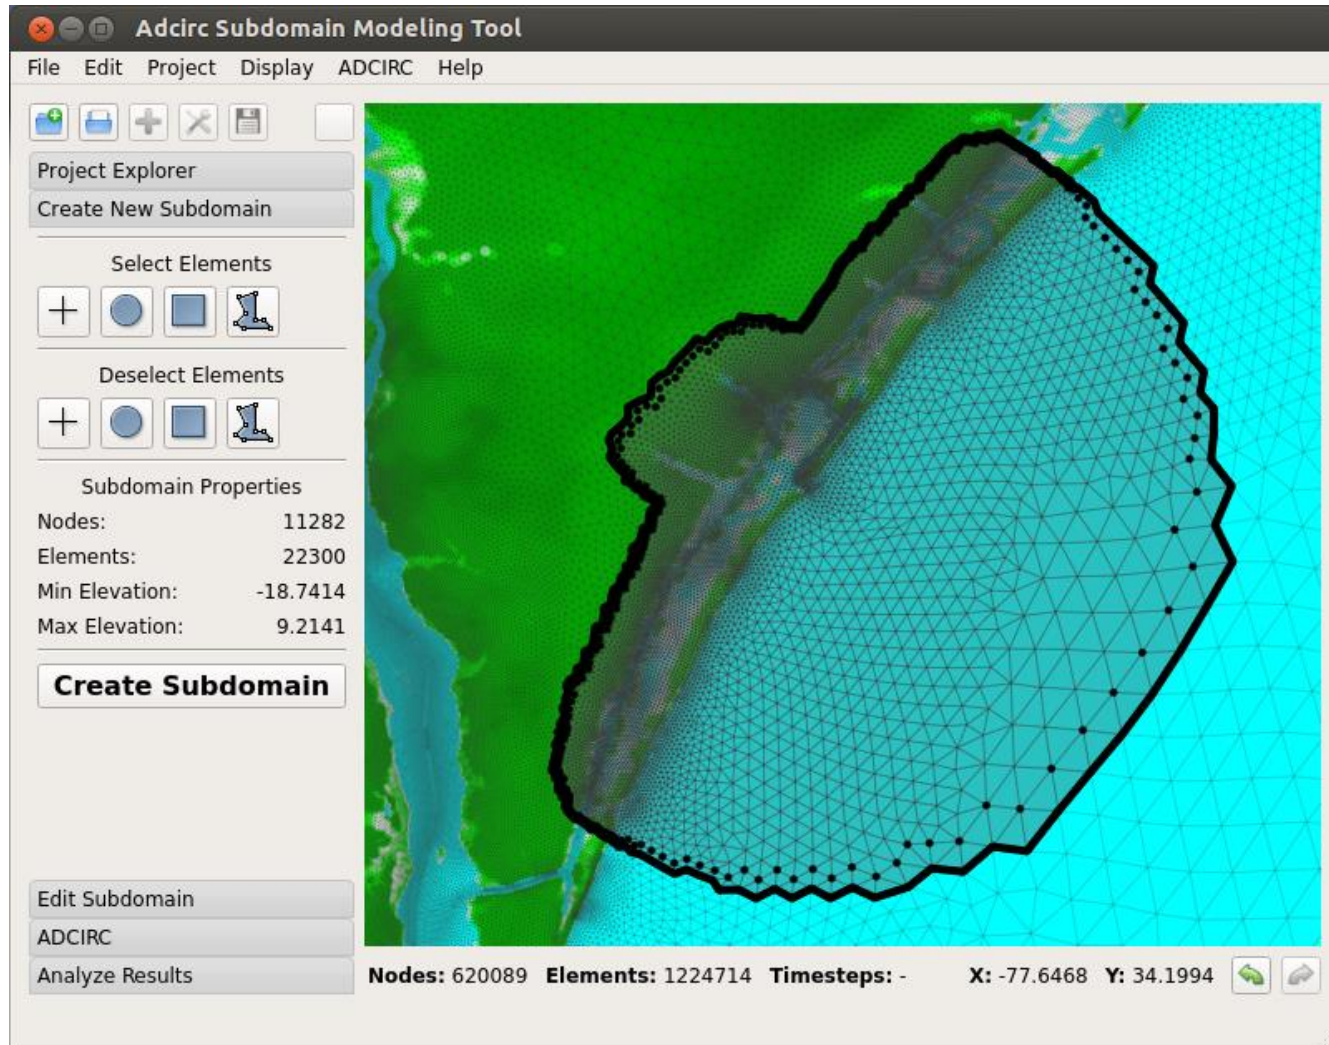 Adcirc Subdomain Modeling Tool
File Edit Project Display ADCIRC Help
Project Explorer
Create New Subdomain
Select Elements
Deselect Elements
Subdomain Properties
Nodes: 11282
Elements: 22300
Min Elevation: -18.7414
Max Elevation: 9.2141
Create Subdomain
Edit Subdomain
ADCIRC
Analyze Results
Nodes: 620089 Elements: 1224714 Timesteps: - X: -77.6468 Y: 34.1994